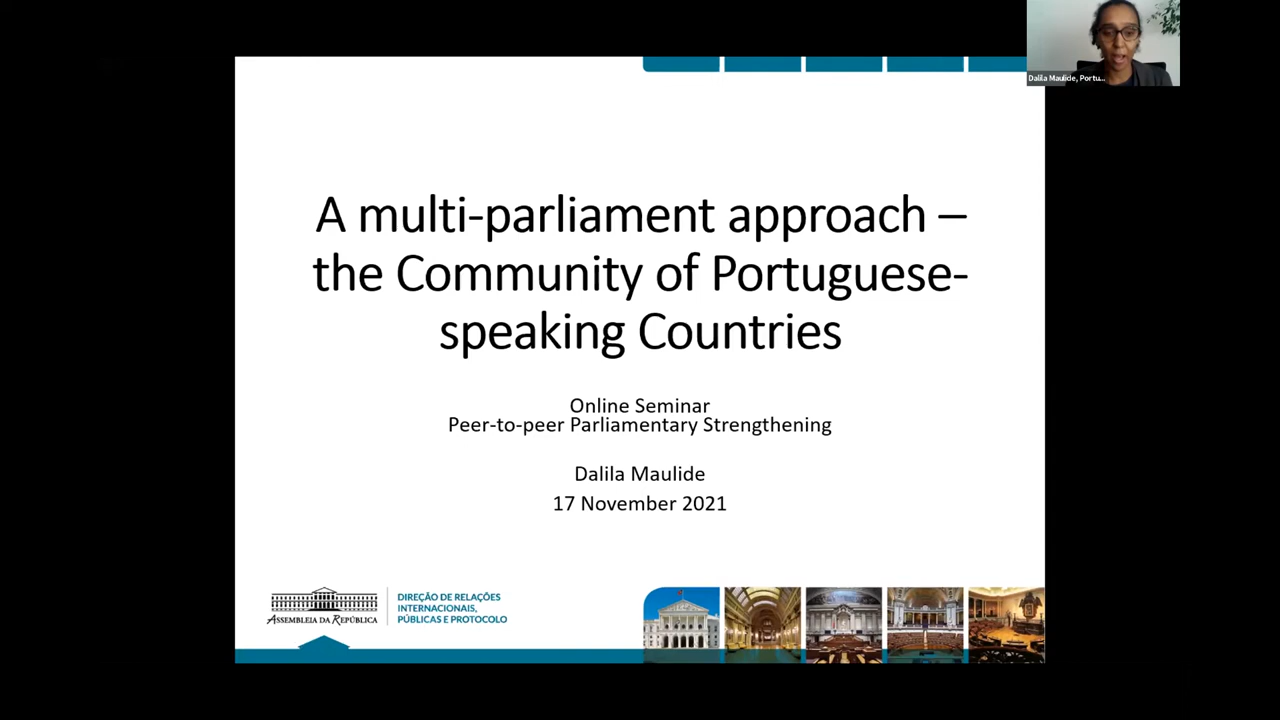 Dalila Maulide, Portu...
A multi-parliament approach –
the Community of Portuguese-
speaking Countries
Online Seminar
Peer-to-peer Parliamentary Strengthening
Dalila Maulide
17 November 2021
ASSEMBLEIA DA REPÚBLICA
DIREÇÃO DE RELAÇÕES
INTERNACIONAIS,
PÚBLICAS E PROTOCOLO